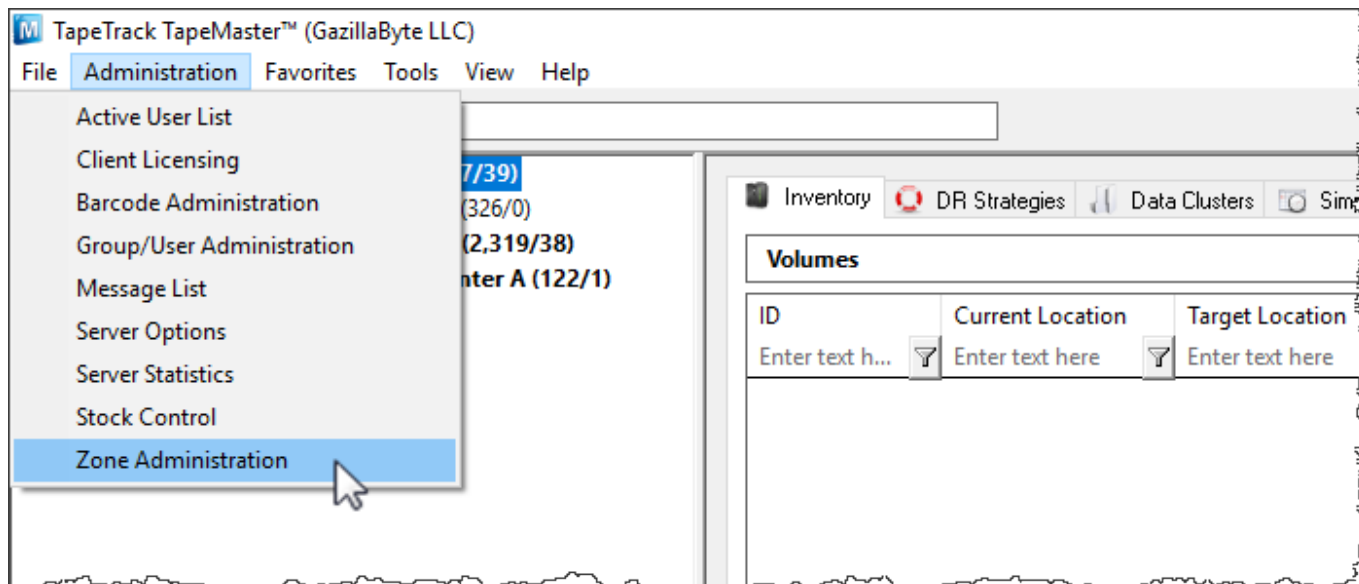 TapeTrack TapeMaster™ (GazillaByte LLC)
File Administration Favorites Tools View Help
Active User List
Client Licensing
Barcode Administration
Group/User Administration
Message List
Server Options
Server Statistics
Stock Control
Zone Administration
7/39)
(326/0)
(2,319/38)
nter A (122/1)
Inventory DR Strategies Data Clusters
Volumes
ID Current Location Target Location
Enter text h... Enter text here Enter text here